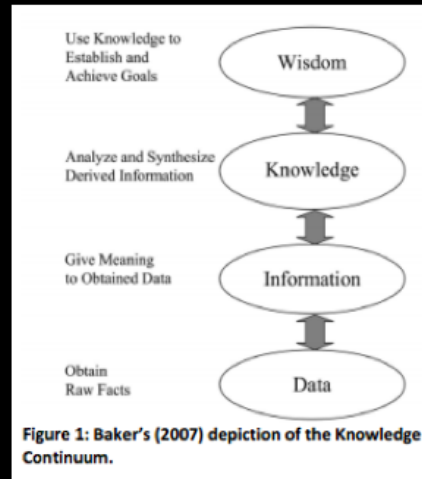 Use Knowledge to
Establish and
Achieve Goals
Wisdom
Analyze and Synthesize
Derived Information
Knowledge
Give Meaning
to Obtained Data
Information
Obtain
Raw Facts
Data
Figure 1: Baker's (2007) depiction of the Knowledge
Continuum.